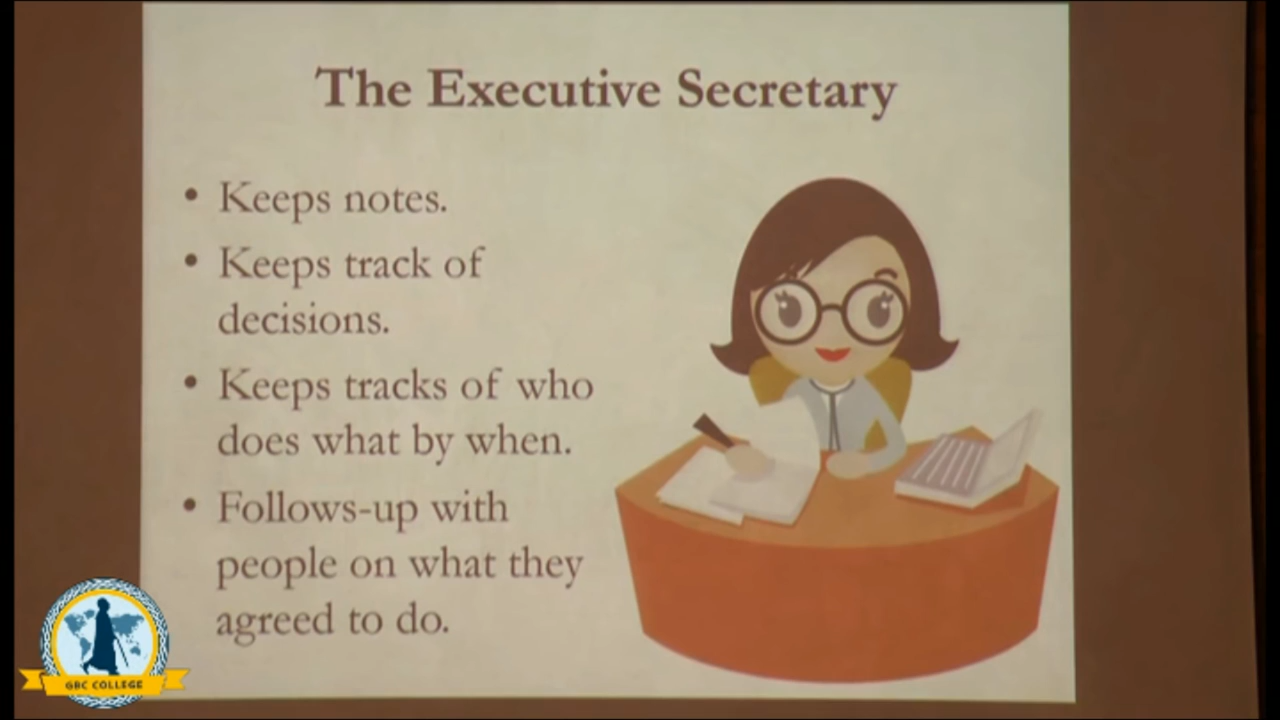 The Executive Secretary
• Keeps notes.
• Keeps track of
decisions.
• Keeps tracks of who
does what by when.
• Follows-up with
people on what they
agreed to do.
GBC COLLEGE